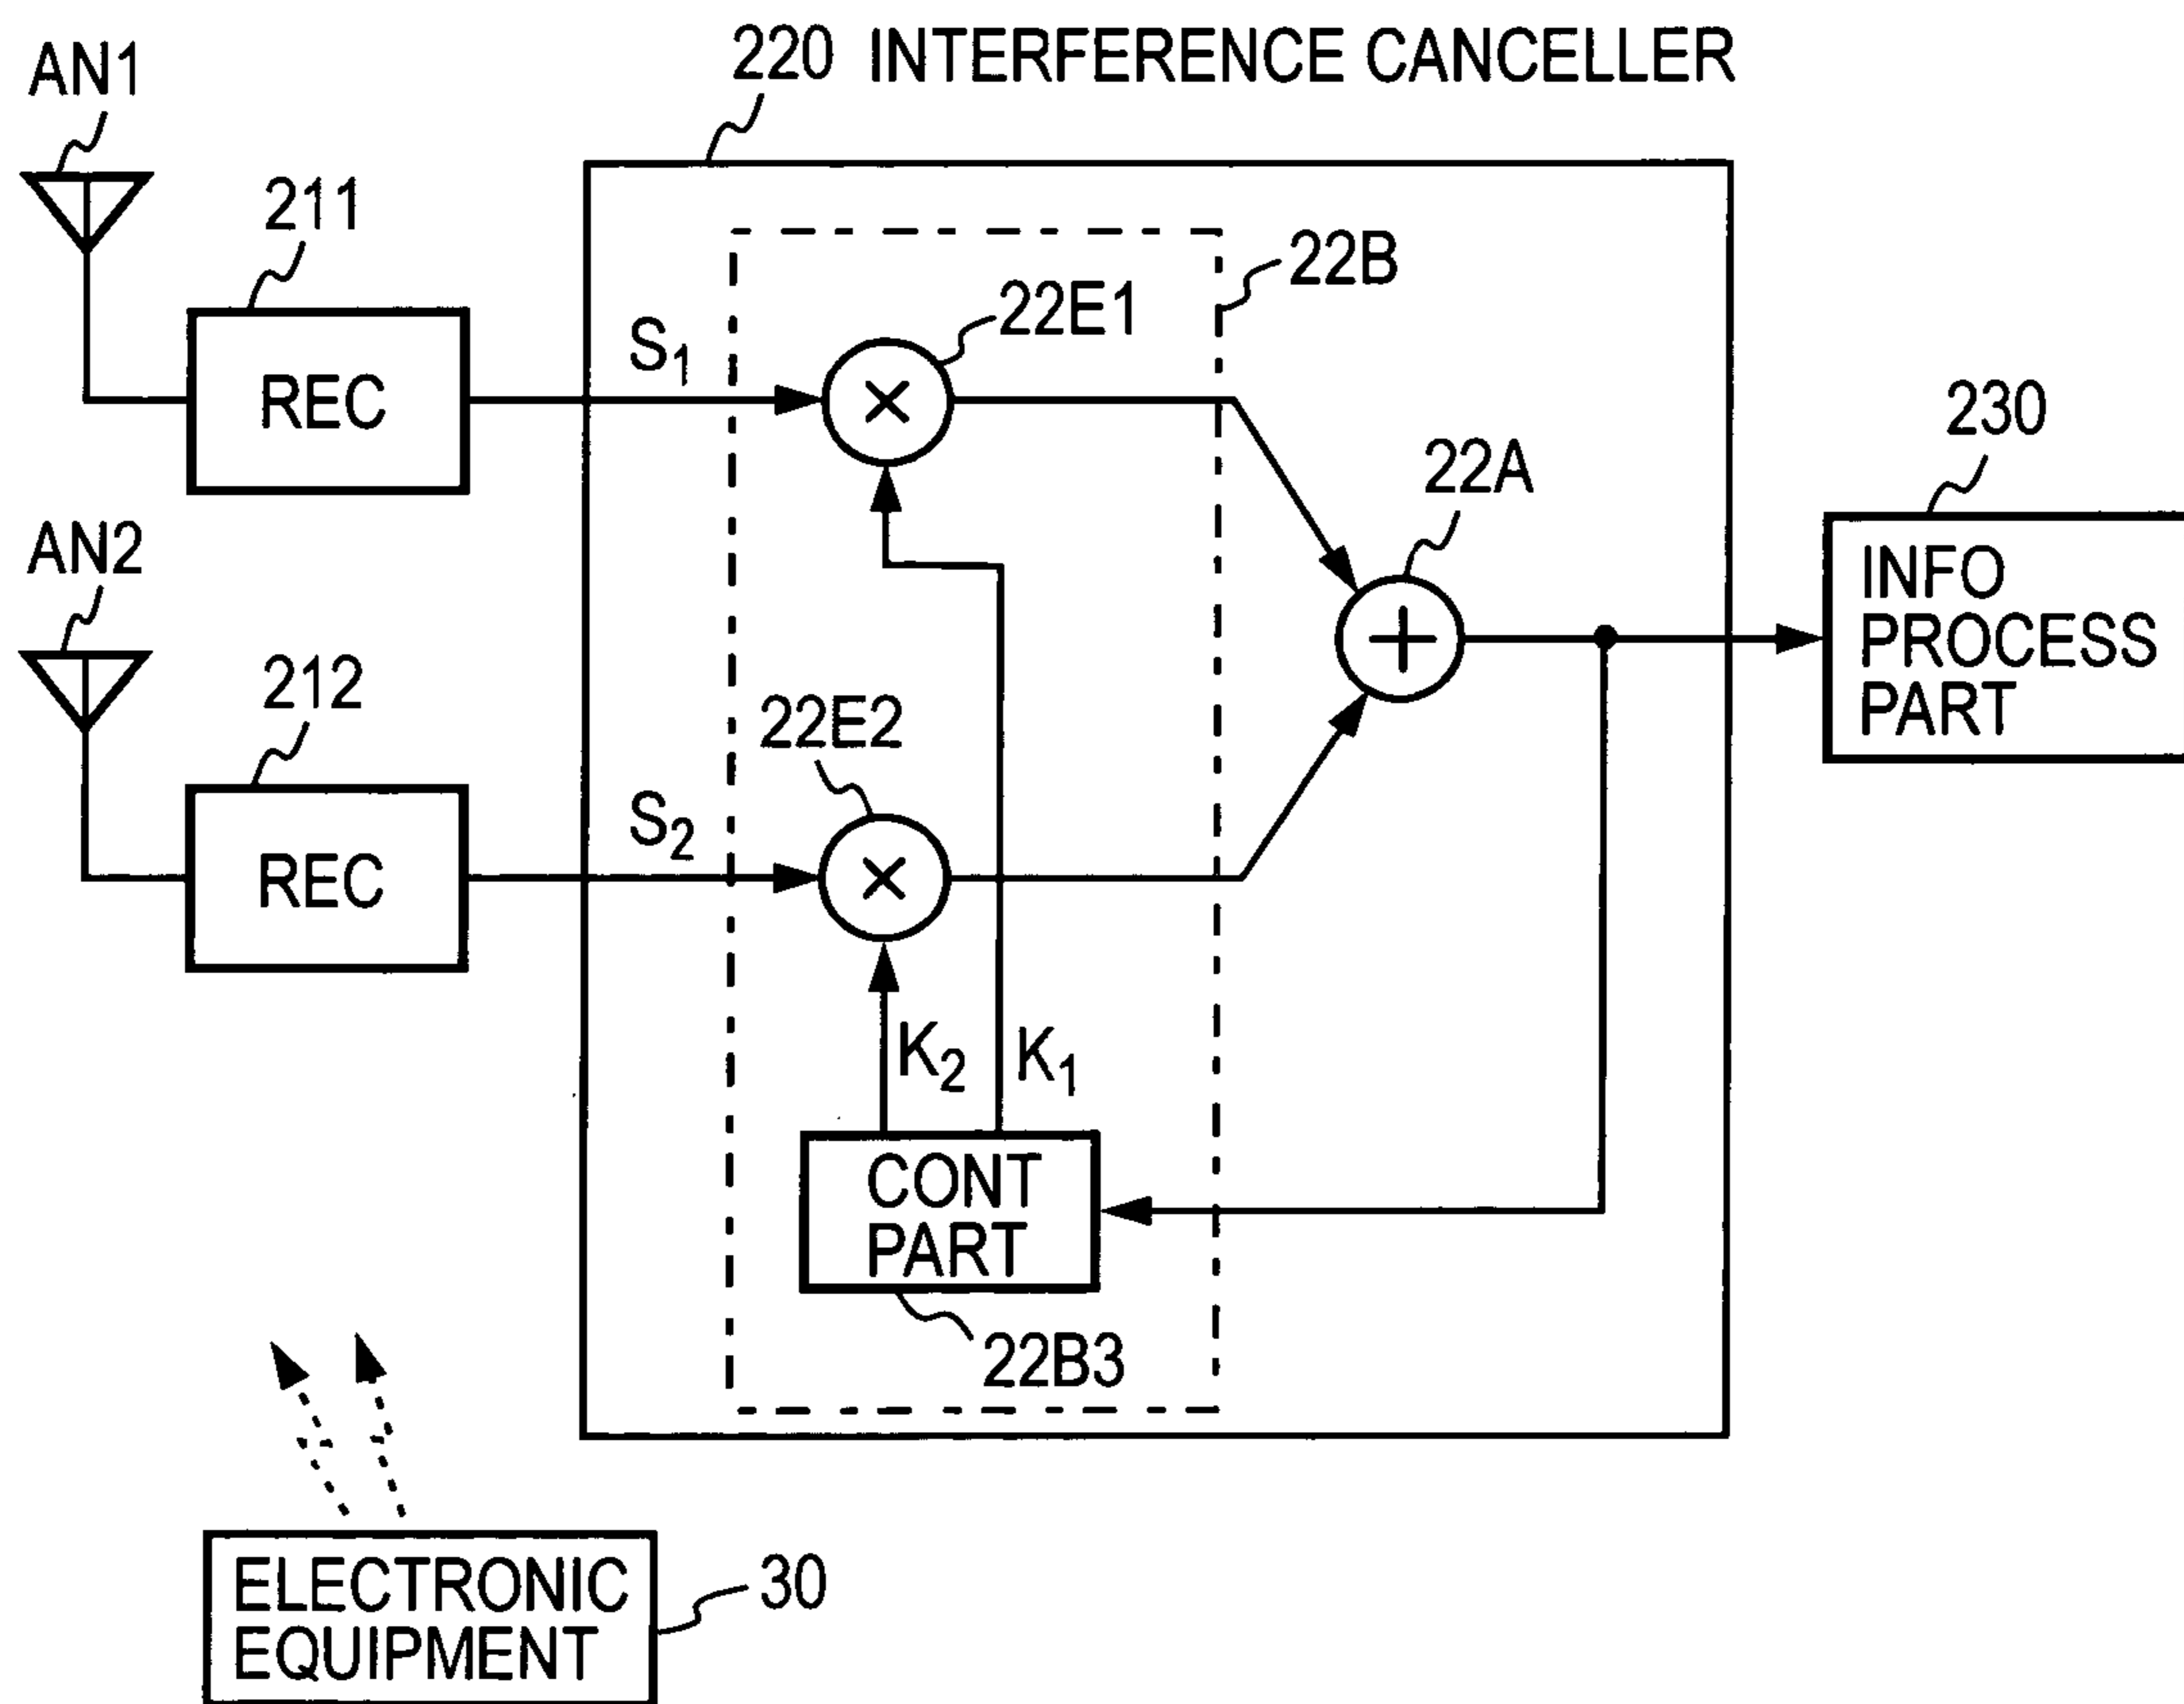 220 INTERFERENCE CANCELLER
AN1
211
REC
S1
22E1
22B
22A
230
INFO
PROCESS
PART
AN2
212
REC
S2
22E2
K2
K1
CONT
PART
22B3
ELECTRONIC
EQUIPMENT
30